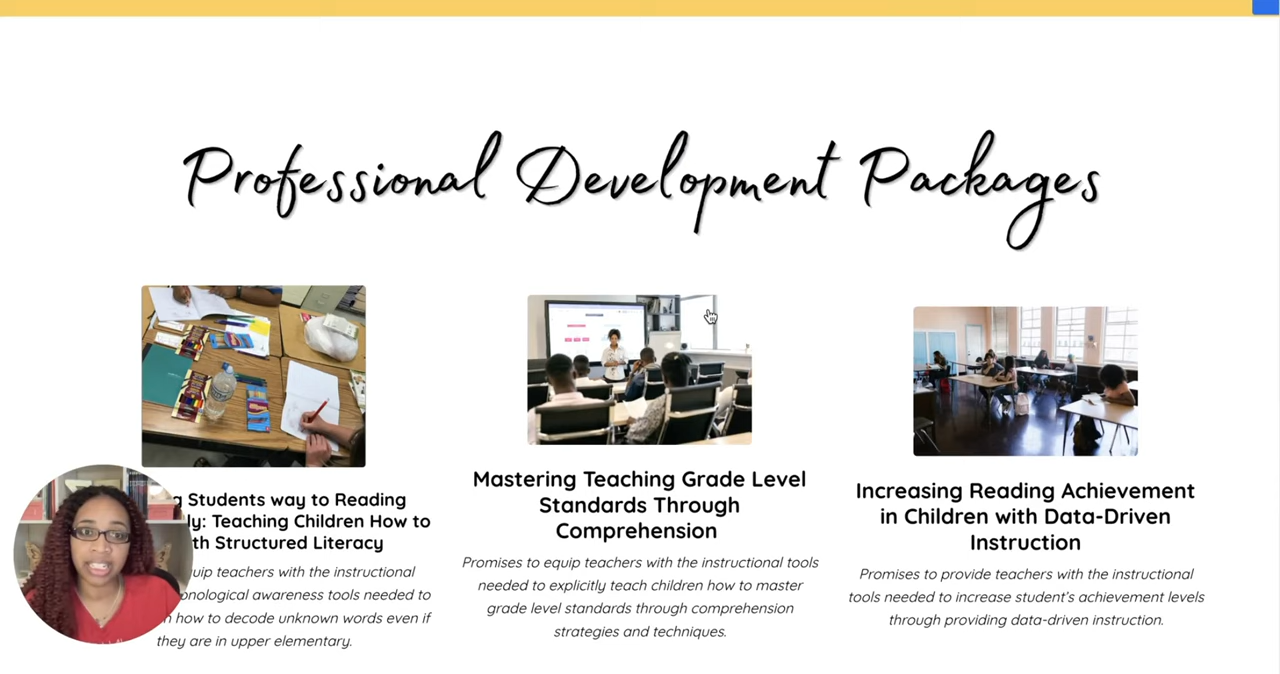 Professional Development Packages
Students way to Reading
Teaching Children How to
Structured Literacy
teachers with the instructional
awareness tools needed to
how to decode unknown words even if
they are in upper elementary.
Mastering Teaching Grade Level
Standards Through
Comprehension
Promises to equip teachers with the instructional tools
needed to explicitly teach children how to master
grade level standards through comprehension
strategies and techniques.
Increasing Reading Achievement
in Children with Data-Driven
Instruction
Promises to provide teachers with the instructional
tools needed to increase student's achievement levels
through providing data-driven instruction.